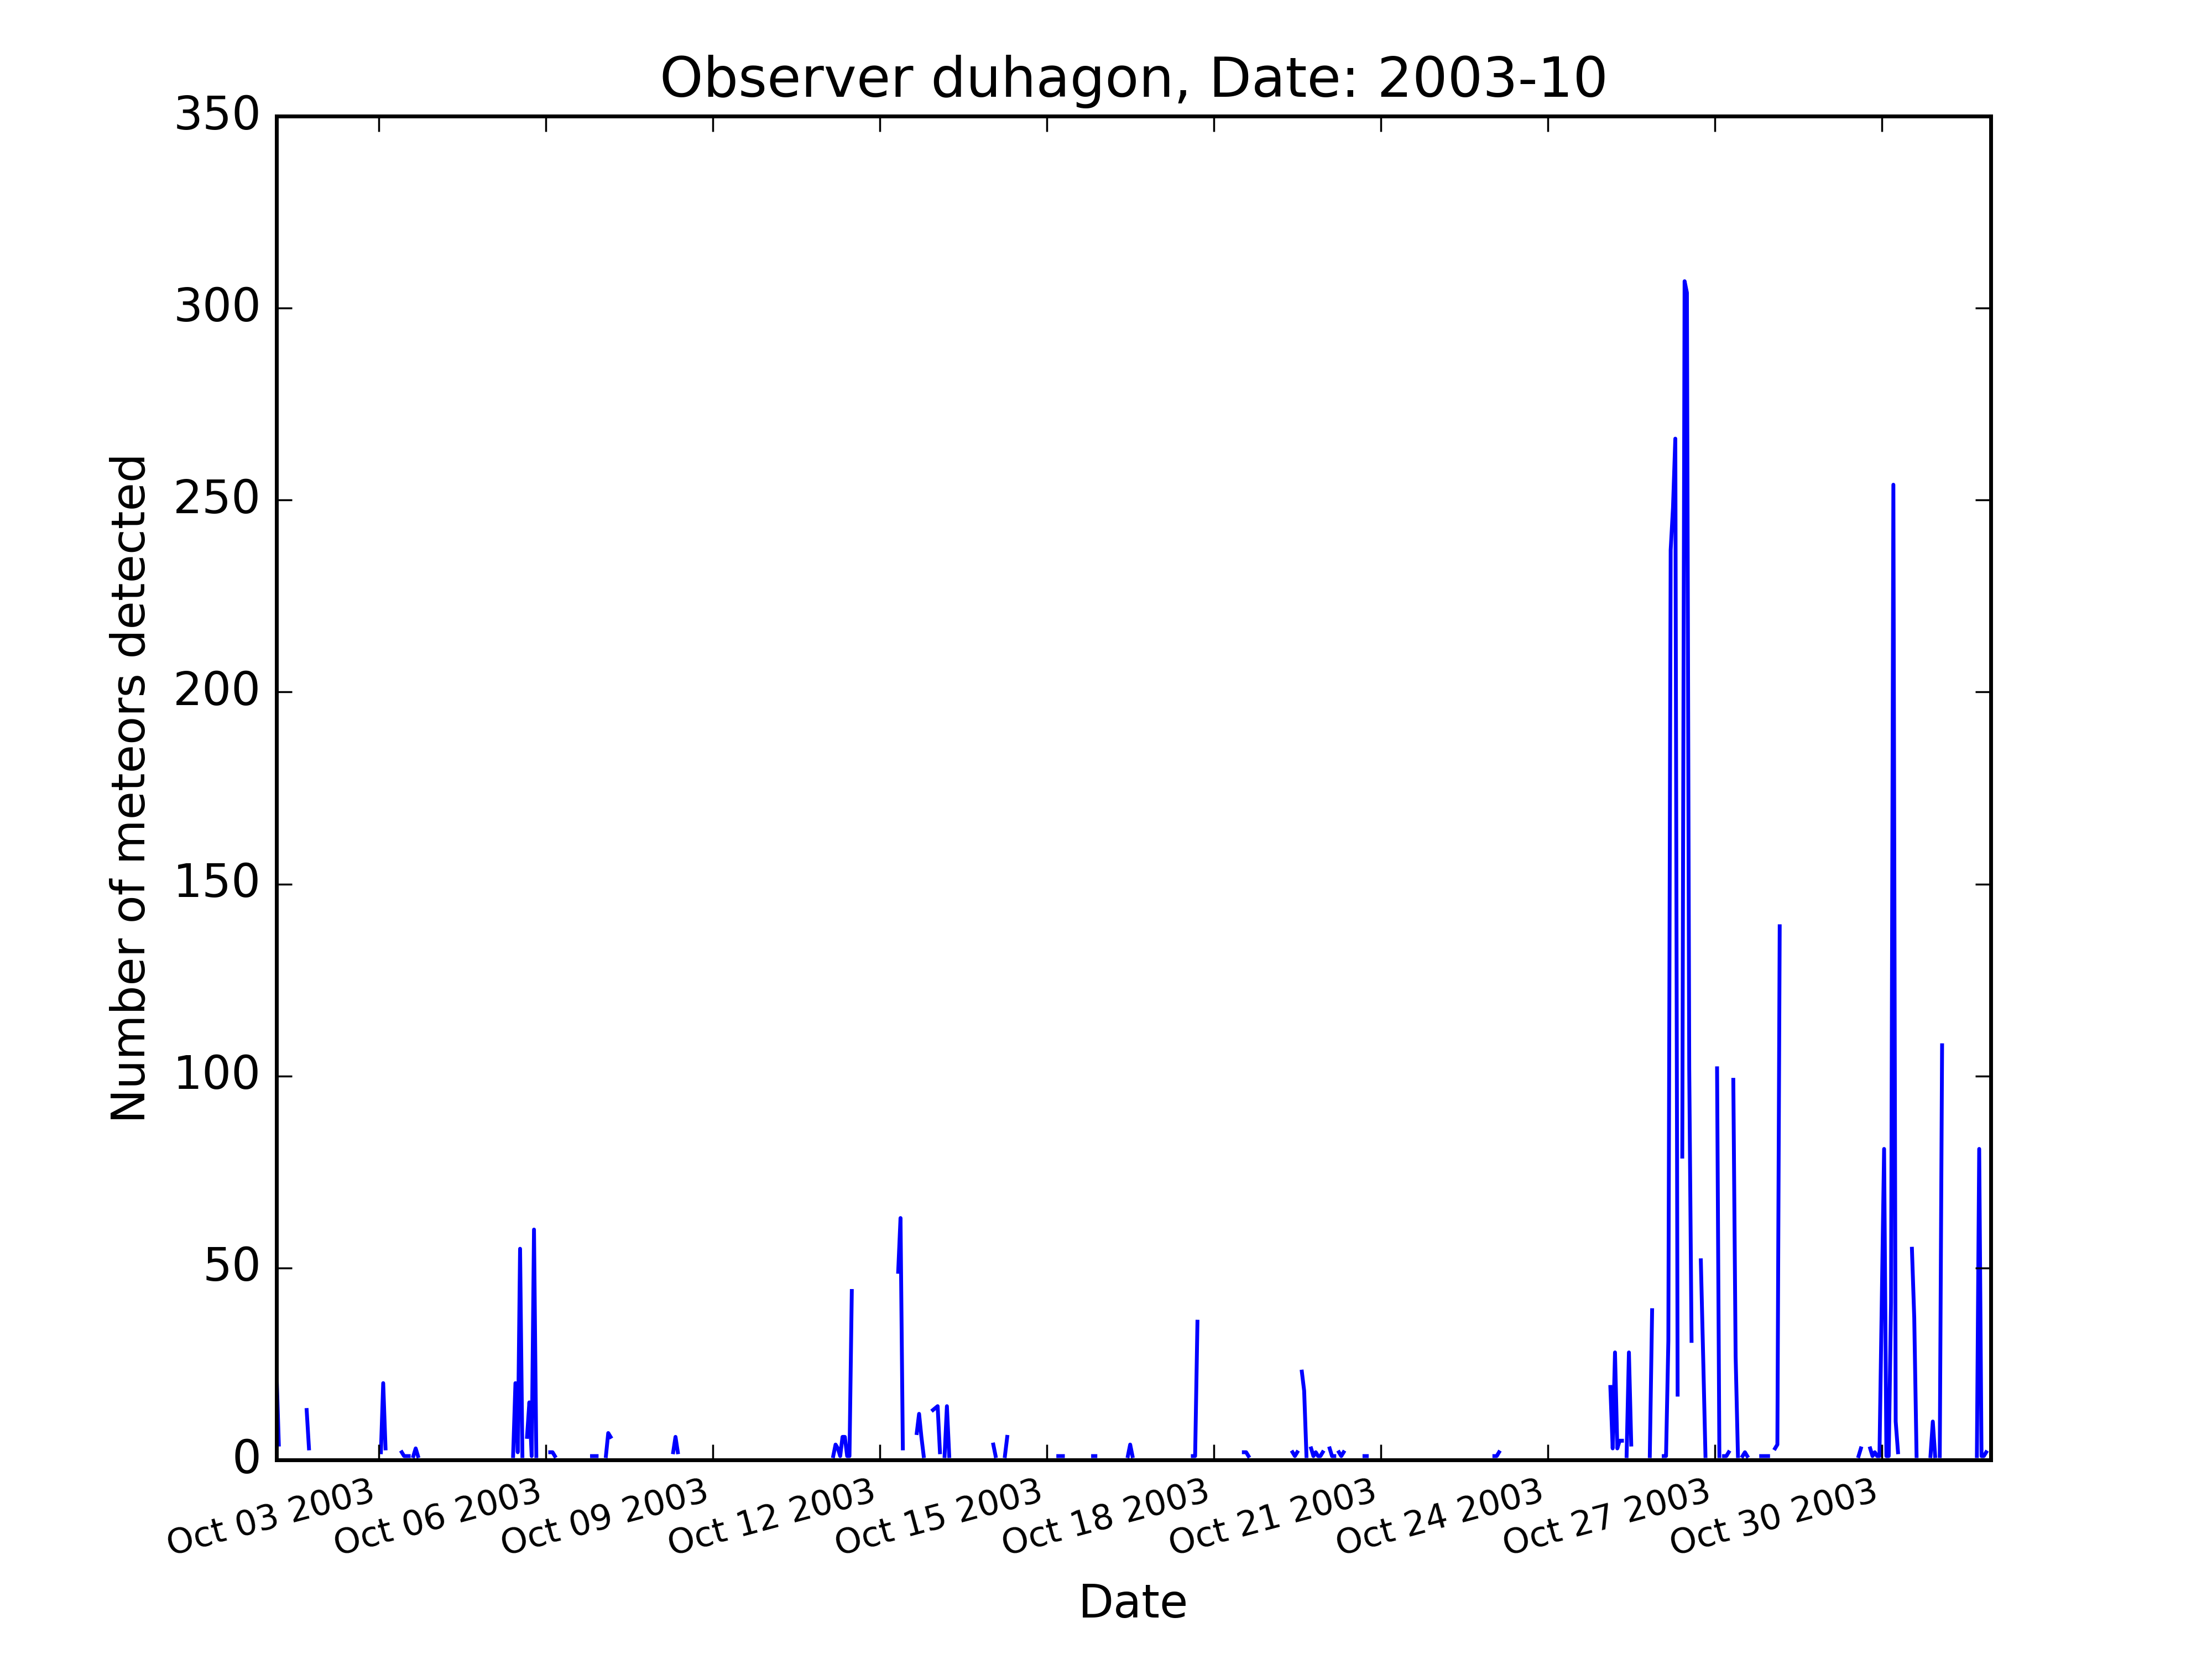 Observer duhagon, Date: 2003-10
350
300
250
200
150
100
50
0
Number of meteors detected
Oct 03 2003
Oct 06 2003
Oct 09 2003
Oct 12 2003
Oct 15 2003
Oct 18 2003
Oct 21 2003
Oct 24 2003
Oct 27 2003
Oct 30 2003
Date